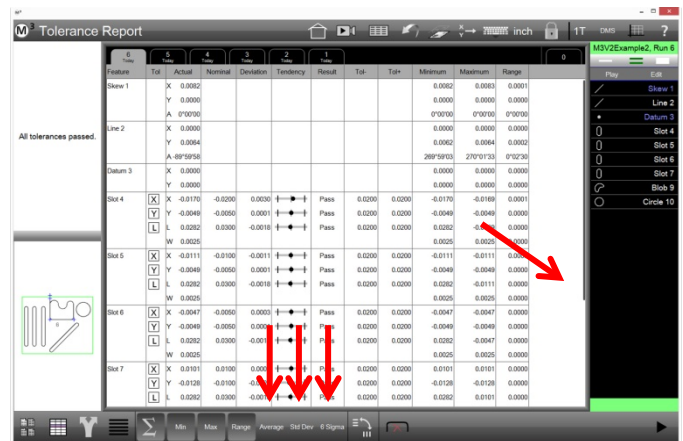 M³ Tolerance Report
inch 1T DMS ?
6 Today 5 Today 4 Today 3 Today 2 Today 1 Today 0
M3V2Example2, Run 6
Play Edit
Skew 1
Line 2
Datum 3
Slot 4
Slot 5
Slot 6
Slot 7
Blob 9
Circle 10
All tolerances passed.
Feature Tol Actual Nominal Deviation Tendency Result Tol- Tol+ Minimum Maximum Range
Skew 1 X 0.0082 0.0082 0.0083 0.0001
Y 0.0000 0.0000 0.0000 0.0000
A 0°00'00 0°00'00 0°00'00 0°00'00
Line 2 X 0.0000 0.0000 0.0000 0.0000
Y 0.0064 0.0062 0.0064 0.0002
A -89°59'58 269°59'03 270°01'33 0°02'30
Datum 3 X 0.0000 0.0000 0.0000 0.0000
Y 0.0000 0.0000 0.0000 0.0000
Slot 4 X X -0.0170 -0.0200 0.0030 Pass 0.0200 0.0200 -0.0170 -0.0169 0.0001
Y Y -0.0049 -0.0050 0.0001 Pass 0.0200 0.0200 -0.0049 -0.0049 0.0000
L L 0.0282 0.0300 -0.0018 Pass 0.0200 0.0200 0.0282
W 0.0025 0.0025 0.0025 0.0000
Slot 5 X X -0.0111 -0.0100 -0.0011 Pass 0.0200 0.0200 -0.0111 -0.0111 0.0000
Y Y -0.0049 -0.0050 0.0001 Pass 0.0200 0.0200 -0.0049 -0.0049 0.0000
L L 0.0282 0.0300 -0.0018 Pass 0.0200 0.0200 0.0282 -0.0111 0.0000
W 0.0025 0.0025 0.0025 0.0000
Slot 6 X X -0.0047 -0.0050 0.0003 Pass 0.0200 0.0200 -0.0047 -0.0047 0.0000
Y Y -0.0049 -0.0050 Pass 0.0200 0.0200 -0.0049 -0.0049 0.0000
L L 0.0282 0.0300 Pass 0.0200 0.0200 0.0282 -0.0047 0.0000
W 0.0025 0.0025 0.0025 0.0000
Slot 7 X X 0.0101 0.0100 Pass 0.0200 0.0200 0.0101 0.0101 0.0000
Y Y -0.0128 -0.0100 Pass 0.0200 0.0200 -0.0128 -0.0128 0.0000
L L 0.0282 0.0300 Pass 0.0200 0.0200 0.0282 0.0101 0.0000
Σ Min Max Range Average Std Dev 6 Sigma